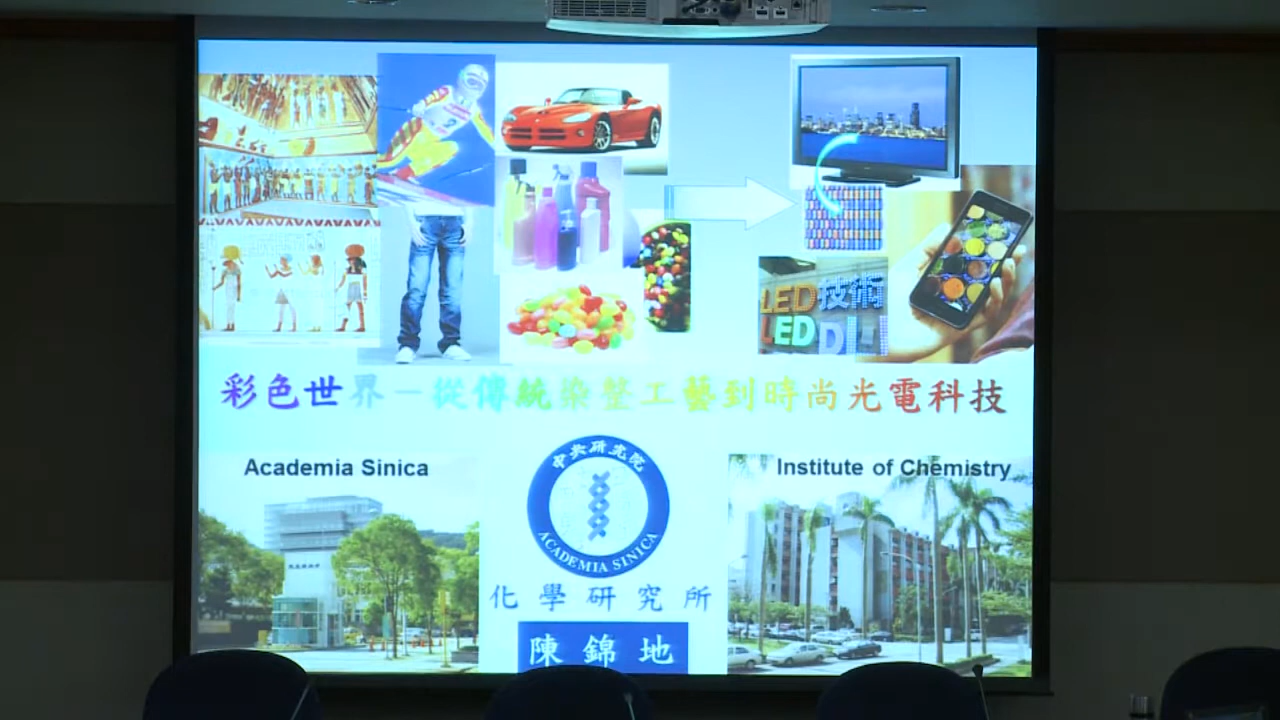 LED技術
LED
彩色世界－從傳統染整工藝到時尚光電科技
Academia Sinica
中央研究院
ACADEMIA SINICA
Institute of Chemistry
化學研究所
陳錦地